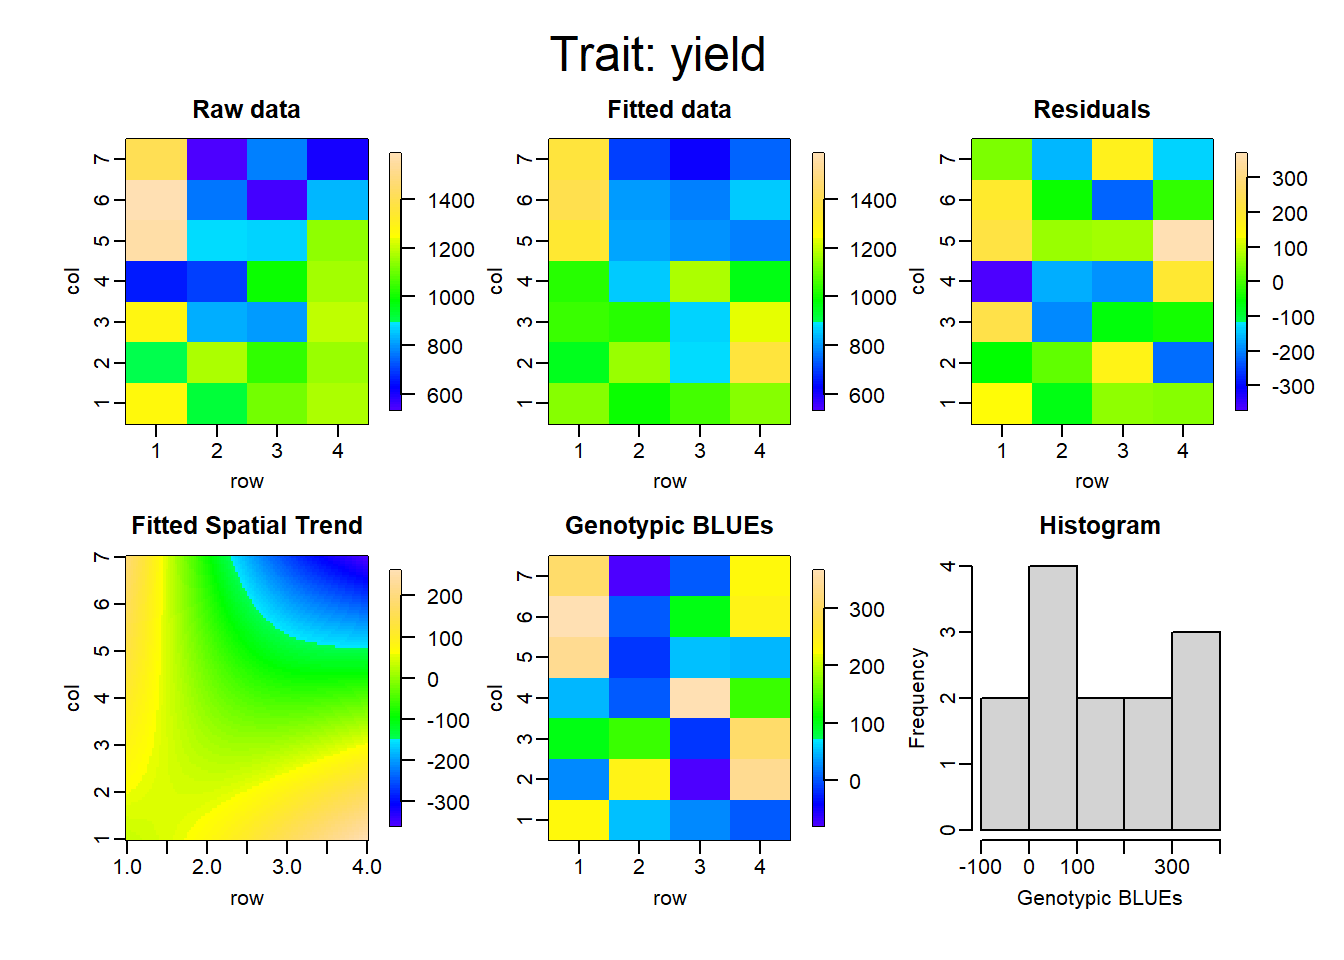 Trait: yield
Raw data
7
6
5
4
3
2
1
col
1 2 3 4
row
1400
1200
1000
800
600
Fitted data
7
6
5
4
3
2
1
col
1 2 3 4
row
1400
1200
1000
800
600
Residuals
7
6
5
4
3
2
1
col
1 2 3 4
row
300
200
100
0
-100
-200
-300
Fitted Spatial Trend
7
6
5
4
3
2
1
col
1.0 2.0 3.0 4.0
row
200
100
0
-100
-200
-300
Genotypic BLUEs
7
6
5
4
3
2
1
col
1 2 3 4
row
300
200
100
0
Histogram
4
3
2
1
0
Frequency
-100 0 100 300
Genotypic BLUEs